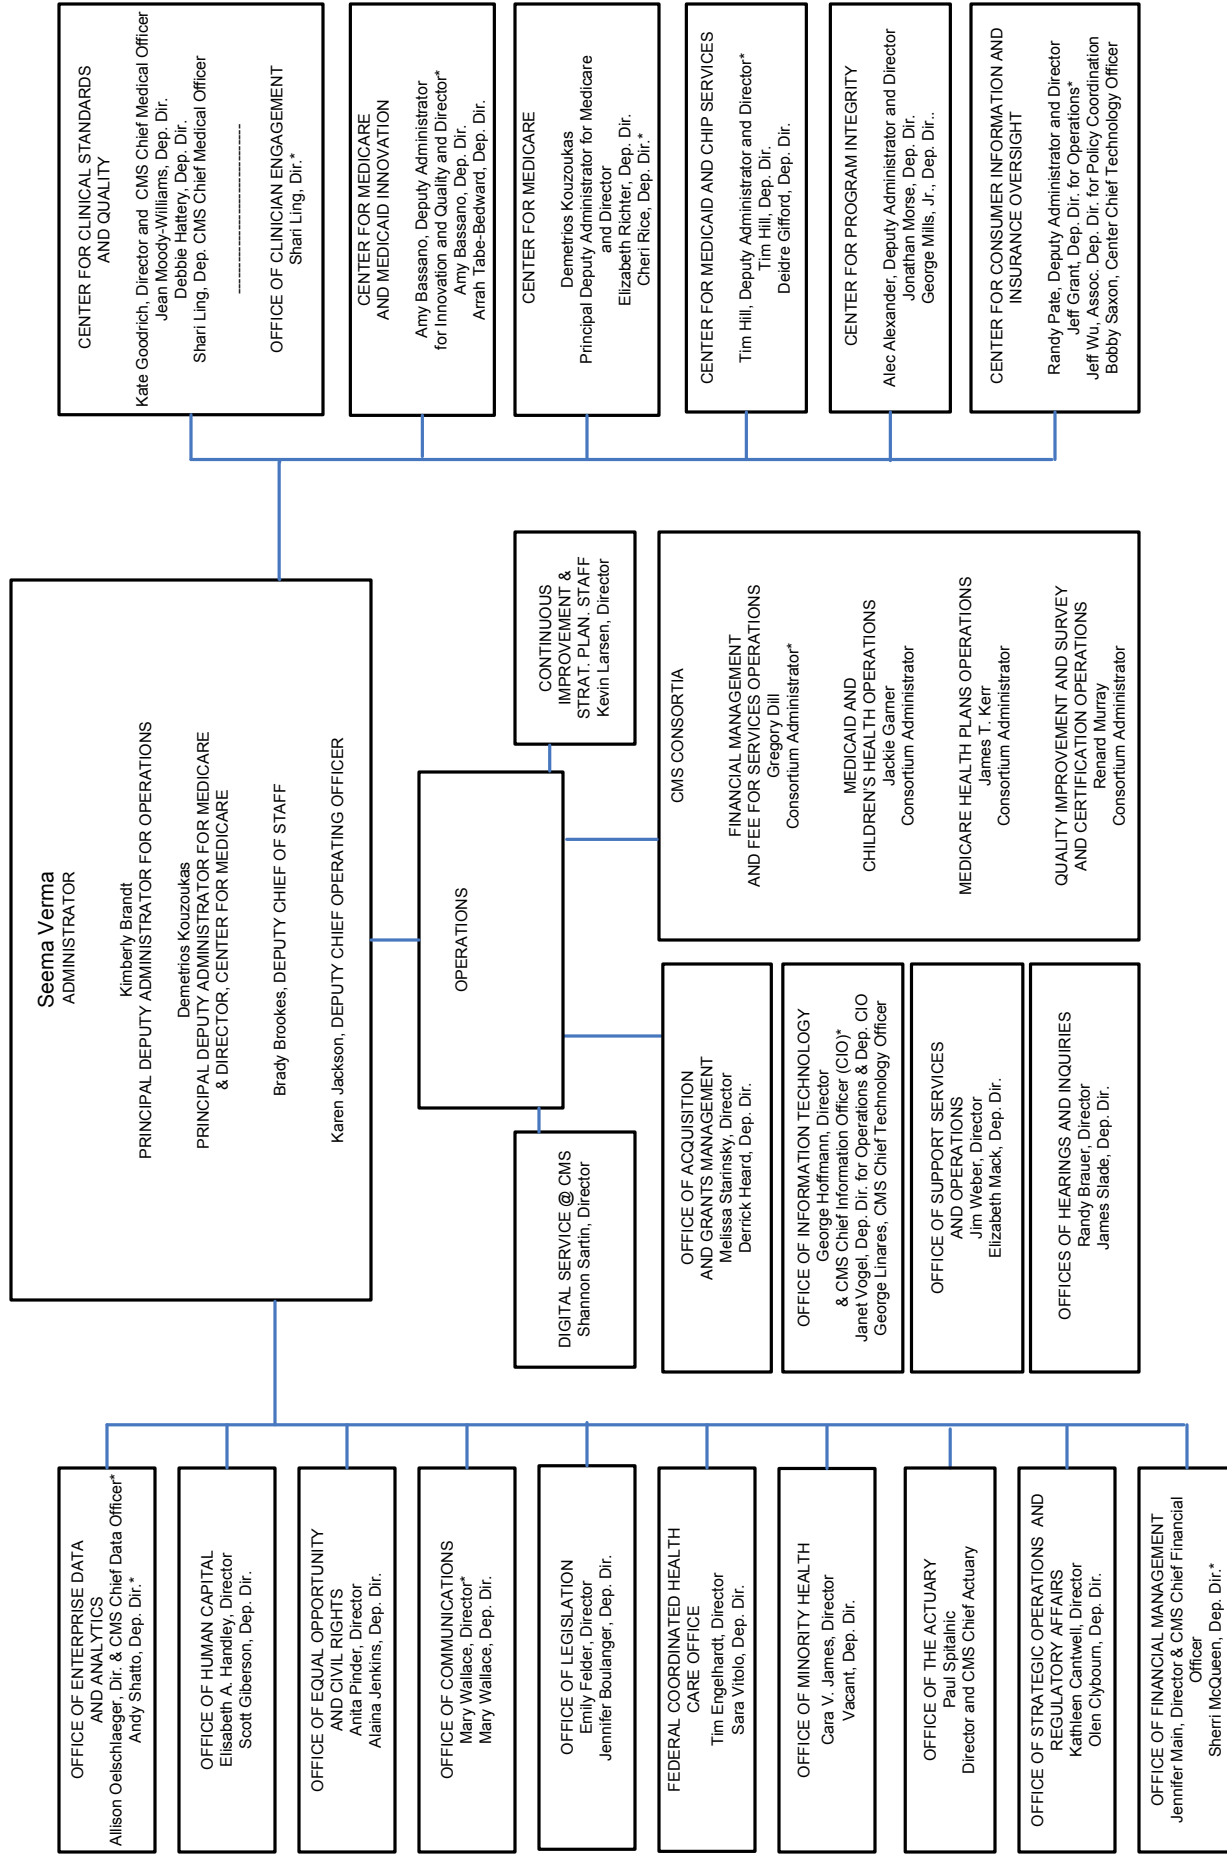 Seema Verma
ADMINISTRATOR
Kimberly Brandt
PRINCIPAL DEPUTY ADMINISTRATOR FOR OPERATIONS
Demetrios Kouzoukas
PRINCIPAL DEPUTY ADMINISTRATOR FOR MEDICARE
& DIRECTOR, CENTER FOR MEDICARE
Brady Brookes, DEPUTY CHIEF OF STAFF
Karen Jackson, DEPUTY CHIEF OPERATING OFFICER
OFFICE OF ENTERPRISE DATA
AND ANALYTICS
Allison Oelschlaeger, Dir. & CMS Chief Data Officer*
Andy Shatto, Dep. Dir.*
OFFICE OF HUMAN CAPITAL
Elisabeth A. Handley, Director
Scott Giberson, Dep. Dir.
OFFICE OF EQUAL OPPORTUNITY
AND CIVIL RIGHTS
Anita Pinder, Director
Alaina Jenkins, Dep. Dir.
OFFICE OF COMMUNICATIONS
Mary Wallace, Director*
Mary Wallace, Dep. Dir.
OFFICE OF LEGISLATION
Emily Felder, Director
Jennifer Boulanger, Dep. Dir.
FEDERAL COORDINATED HEALTH
CARE OFFICE
Tim Engelhardt, Director
Sara Vitolo, Dep. Dir.
OFFICE OF MINORITY HEALTH
Cara V. James, Director
Vacant, Dep. Dir.
OFFICE OF THE ACTUARY
Paul Spitalnic
Director and CMS Chief Actuary
OFFICE OF STRATEGIC OPERATIONS AND
REGULATORY AFFAIRS
Kathleen Cantwell, Director
Olen Clybourn, Dep. Dir.
OFFICE OF FINANCIAL MANAGEMENT
Jennifer Main, Director & CMS Chief Financial
Officer
Sherri McQueen, Dep. Dir.*
OPERATIONS
DIGITAL SERVICE @ CMS
Shannon Sartin, Director
CONTINUOUS
IMPROVEMENT &
STRAT. PLAN. STAFF
Kevin Larsen, Director
OFFICE OF ACQUISITION
AND GRANTS MANAGEMENT
Melissa Starinsky, Director
Derrick Heard, Dep. Dir.
OFFICE OF INFORMATION TECHNOLOGY
George Hoffmann, Director
& CMS Chief Information Officer (CIO)*
Janet Vogel, Dep. Dir. for Operations & Dep. CIO
George Linares, CMS Chief Technology Officer
OFFICE OF SUPPORT SERVICES
AND OPERATIONS
Jim Weber, Director
Elizabeth Mack, Dep. Dir.
OFFICES OF HEARINGS AND INQUIRIES
Randy Brauer, Director
James Slade, Dep. Dir.
CMS CONSORTIA
FINANCIAL MANAGEMENT
AND FEE FOR SERVICES OPERATIONS
Gregory Dill
Consortium Administrator*
MEDICAID AND
CHILDREN'S HEALTH OPERATIONS
Jackie Garner
Consortium Administrator
MEDICARE HEALTH PLANS OPERATIONS
James T. Kerr
Consortium Administrator
QUALITY IMPROVEMENT AND SURVEY
AND CERTIFICATION OPERATIONS
Renard Murray
Consortium Administrator
CENTER FOR CLINICAL STANDARDS
AND QUALITY
Kate Goodrich, Director and CMS Chief Medical Officer
Jean Moody-Williams, Dep. Dir.
Debbie Hattery, Dep. Dir.
Shari Ling, Dep. CMS Chief Medical Officer
------------------------------
OFFICE OF CLINICIAN ENGAGEMENT
Shari Ling, Dir.*
CENTER FOR MEDICARE
AND MEDICAID INNOVATION
Amy Bassano, Deputy Administrator
for Innovation and Quality and Director*
Amy Bassano, Dep. Dir.
Arrah Tabe-Bedward, Dep. Dir.
CENTER FOR MEDICARE
Demetrios Kouzoukas
Principal Deputy Administrator for Medicare
and Director
Elizabeth Richter, Dep. Dir.
Cheri Rice, Dep. Dir.*
CENTER FOR MEDICAID AND CHIP SERVICES
Tim Hill, Deputy Administrator and Director*
Tim Hill, Dep. Dir.
Deidre Gifford, Dep. Dir.
CENTER FOR PROGRAM INTEGRITY
Alec Alexander, Deputy Administrator and Director
Jonathan Morse, Dep. Dir.
George Mills, Jr., Dep. Dir..
CENTER FOR CONSUMER INFORMATION AND
INSURANCE OVERSIGHT
Randy Pate, Deputy Administrator and Director
Jeff Grant, Dep. Dir. for Operations*
Jeff Wu, Assoc. Dep. Dir. for Policy Coordination
Bobby Saxon, Center Chief Technology Officer